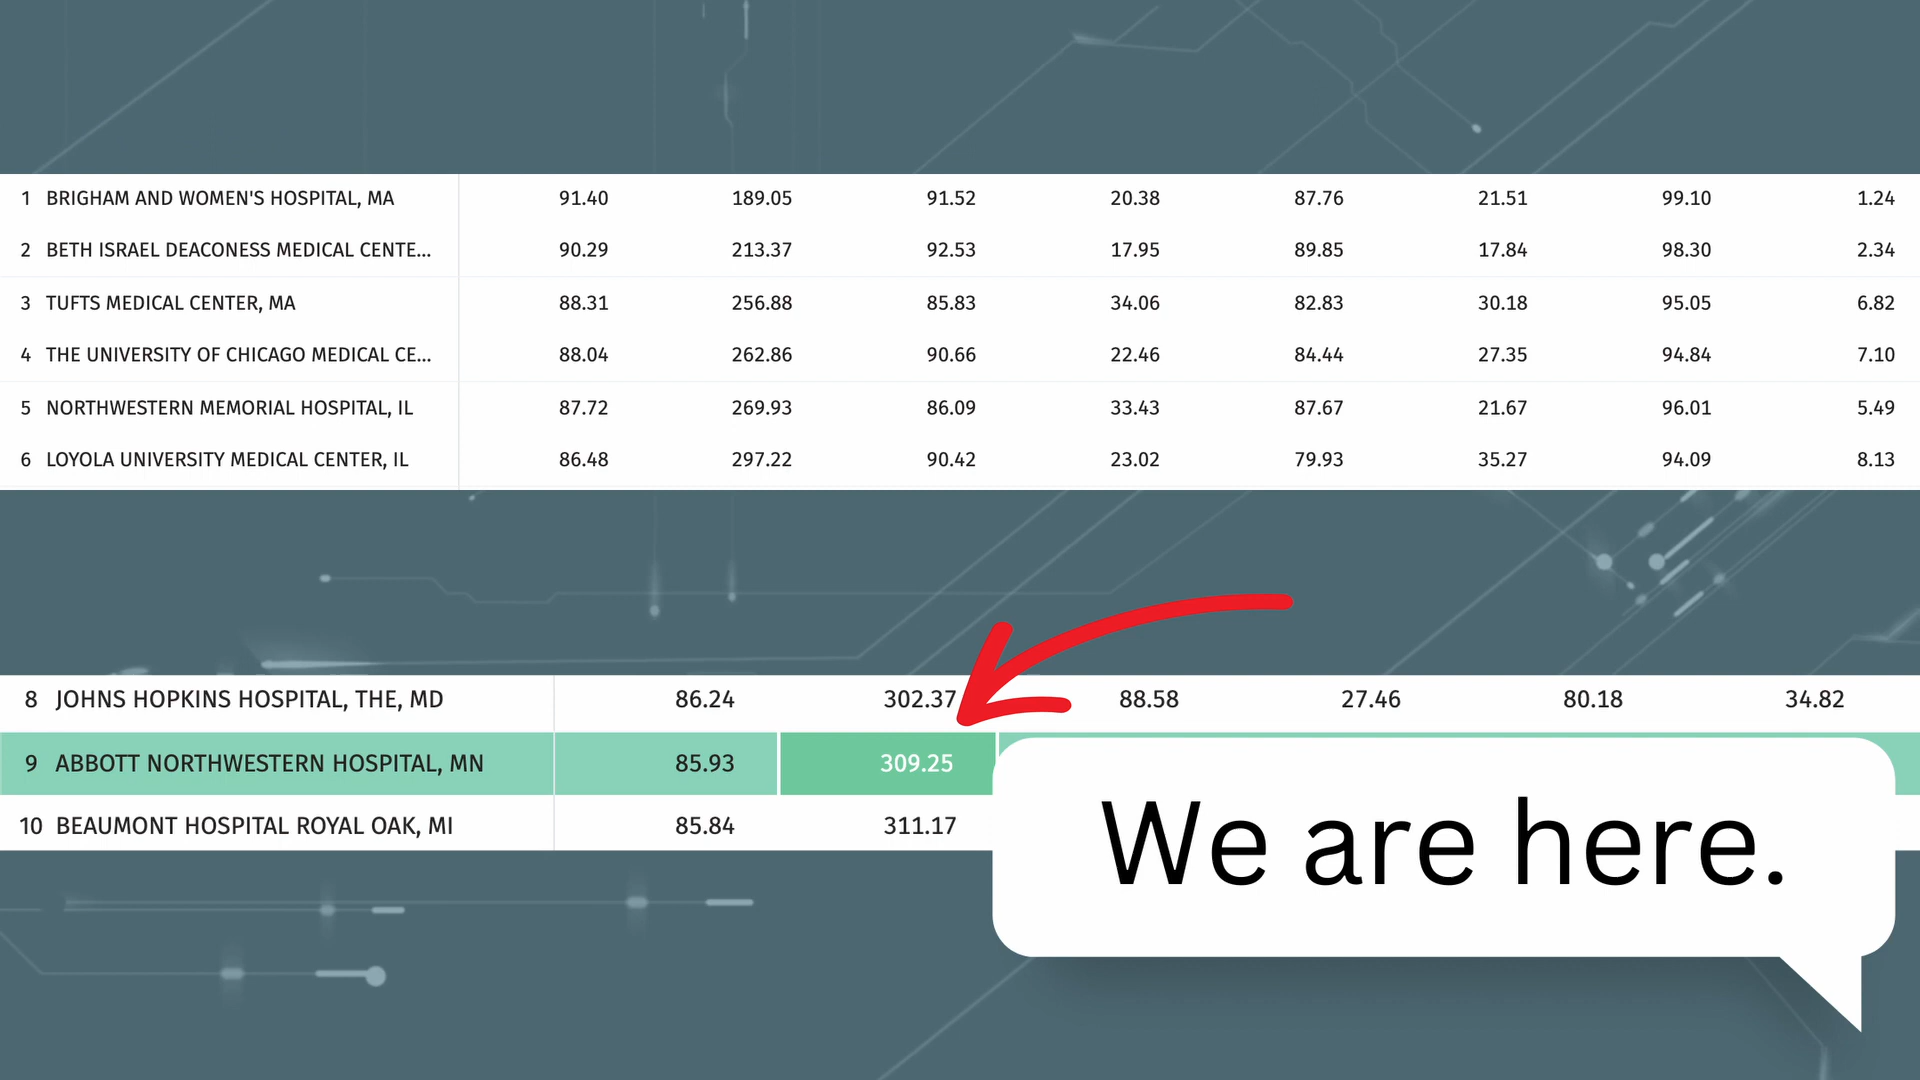 1 BRIGHAM AND WOMEN'S HOSPITAL, MA 91.40 189.05 91.52 20.38 87.76 21.51 99.10 1.24
2 BETH ISRAEL DEACONESS MEDICAL CENTE... 90.29 213.37 92.53 17.95 89.85 17.84 98.30 2.34
3 TUFTS MEDICAL CENTER, MA 88.31 256.88 85.83 34.06 82.83 30.18 95.05 6.82
4 THE UNIVERSITY OF CHICAGO MEDICAL CE... 88.04 262.86 90.66 22.46 84.44 27.35 94.84 7.10
5 NORTHWESTERN MEMORIAL HOSPITAL, IL 87.72 269.93 86.09 33.43 87.67 21.67 96.01 5.49
6 LOYOLA UNIVERSITY MEDICAL CENTER, IL 86.48 297.22 90.42 23.02 79.93 35.27 94.09 8.13
8 JOHNS HOPKINS HOSPITAL, THE, MD 86.24 302.37 88.58 27.46 80.18 34.82
9 ABBOTT NORTHWESTERN HOSPITAL, MN 85.93 309.25
10 BEAUMONT HOSPITAL ROYAL OAK, MI 85.84 311.17
We are here.